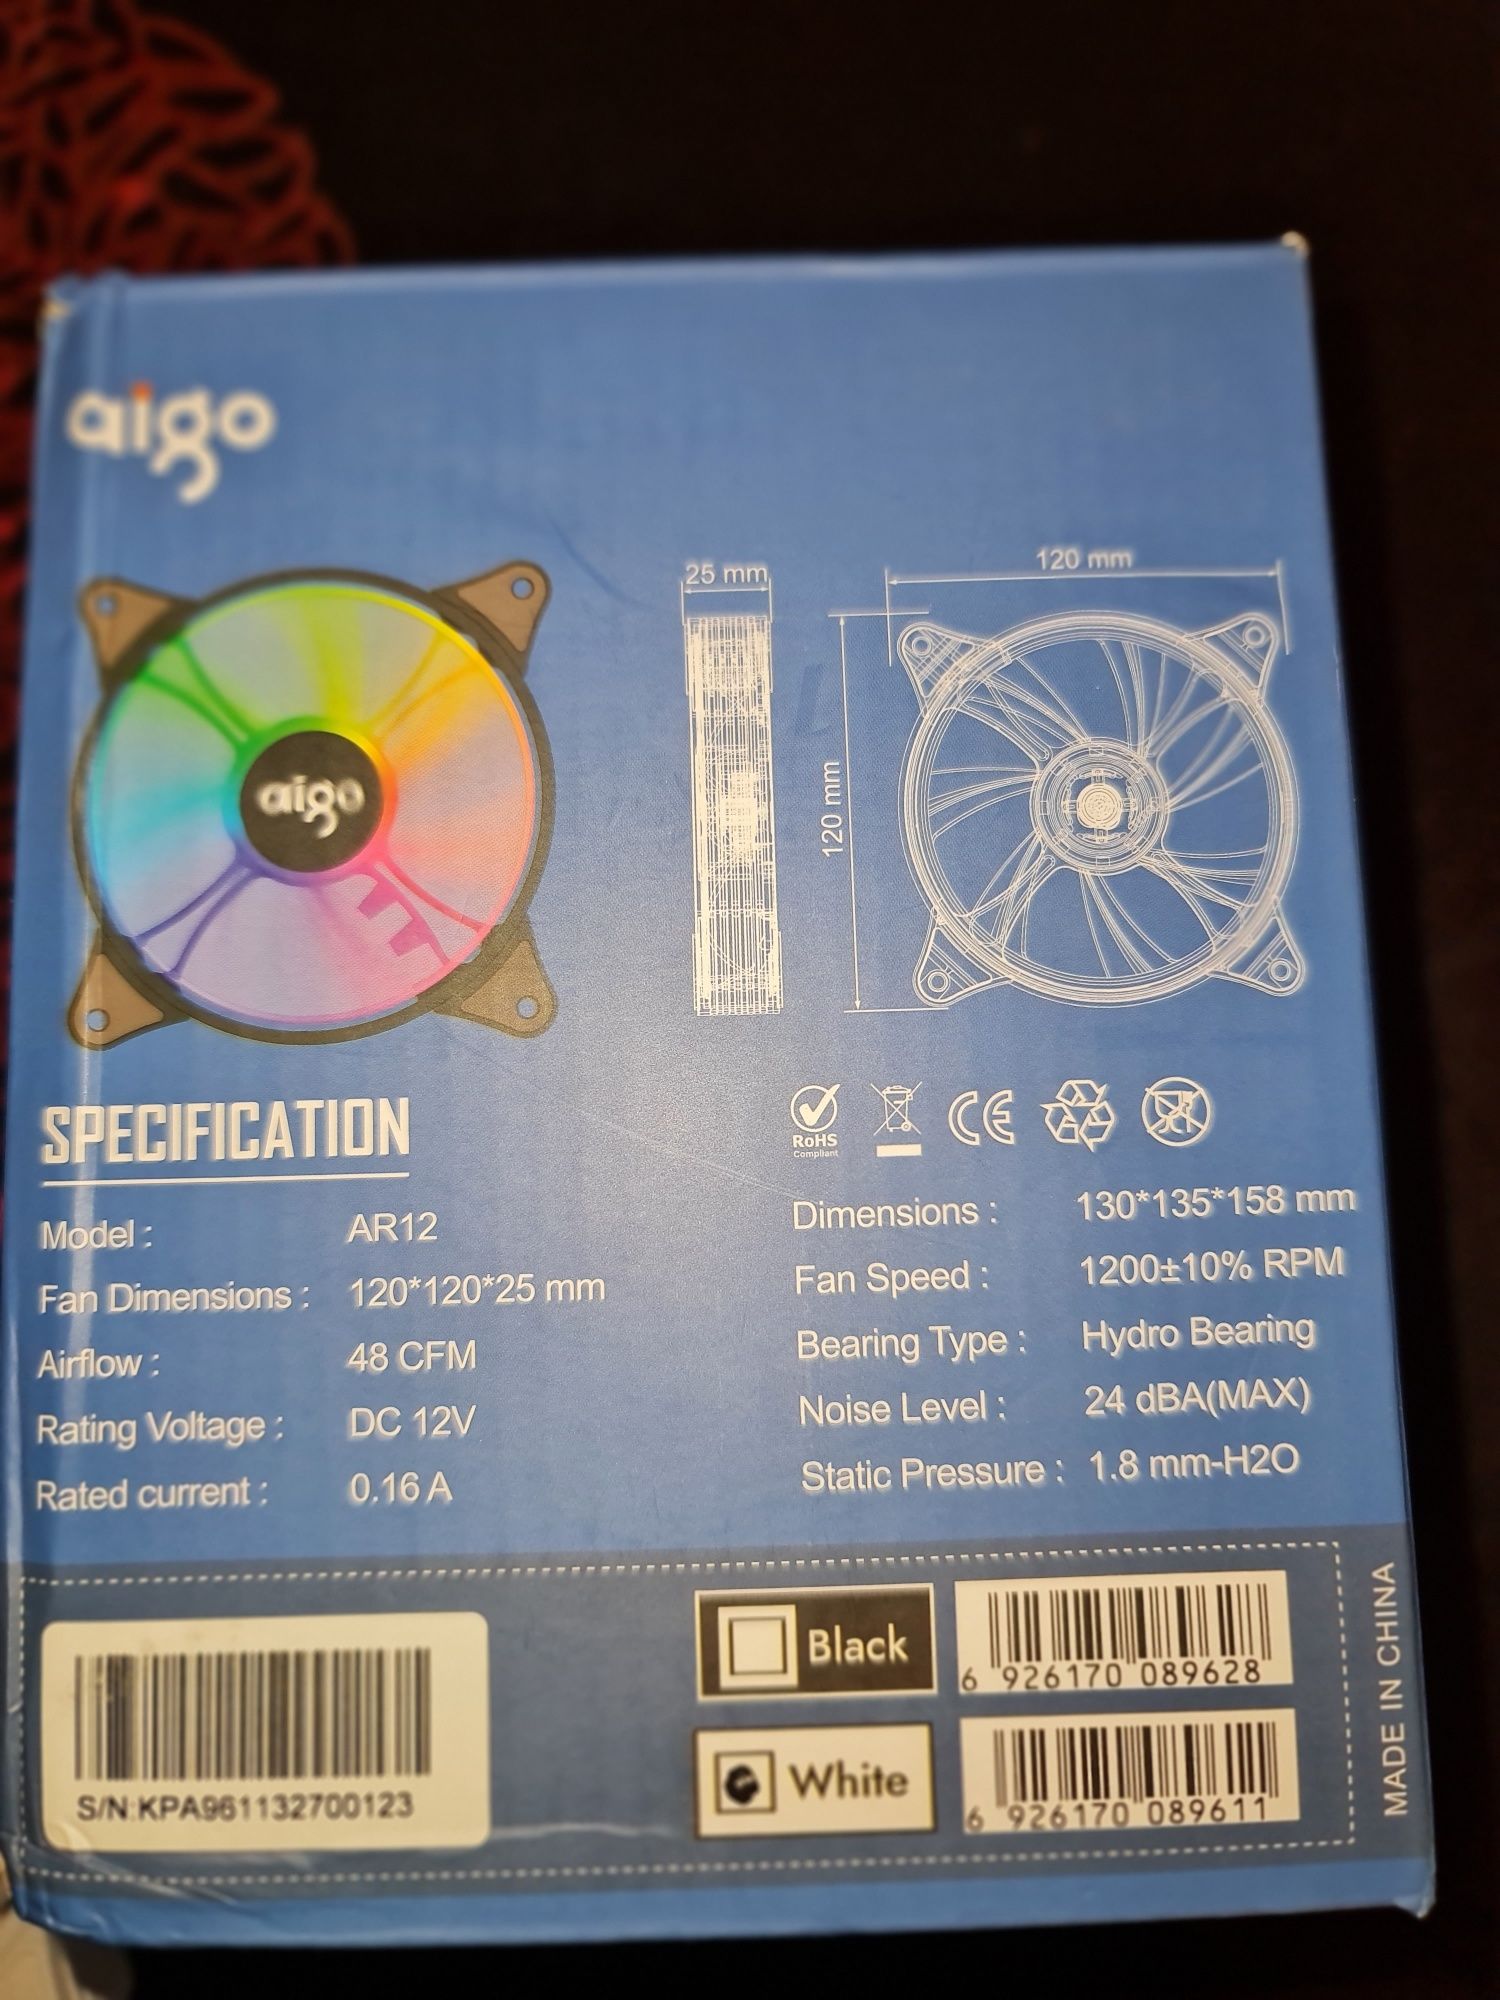 aigo
25 mm
120 mm
120 mm
aigo
SPECIFICATION
RoHS
Compliant
CE
Model : AR12
Fan Dimensions : 120*120*25 mm
Airflow : 48 CFM
Rating Voltage : DC 12V
Rated current : 0.16 A
Dimensions : 130*135*158 mm
Fan Speed : 1200±10% RPM
Bearing Type : Hydro Bearing
Noise Level : 24 dBA(MAX)
Static Pressure : 1.8 mm-H2O
S/N:KPA961132700123
Black
6 926170 089628
White
6 926170 089611
MADE IN CHINA